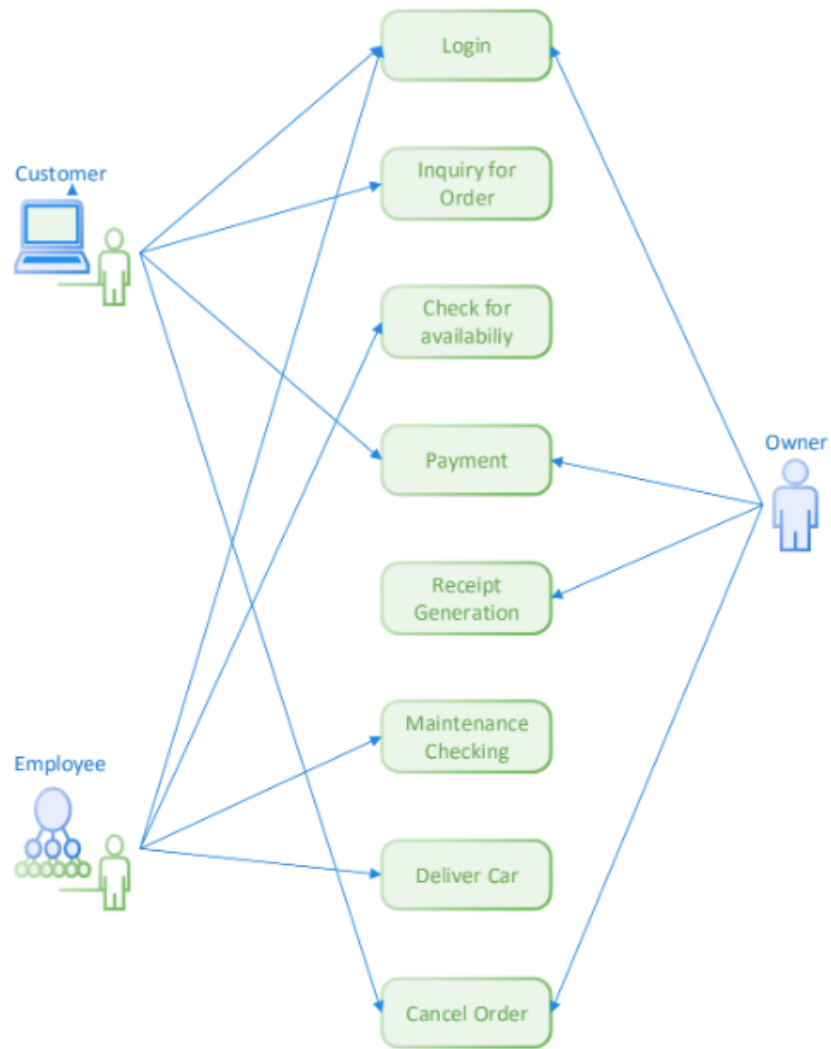 Login
Customer
Inquiry for
Order
Check for
availabiliy
Owner
Payment
Receipt
Generation
Maintenance
Checking
Employee
Deliver Car
Cancel Order